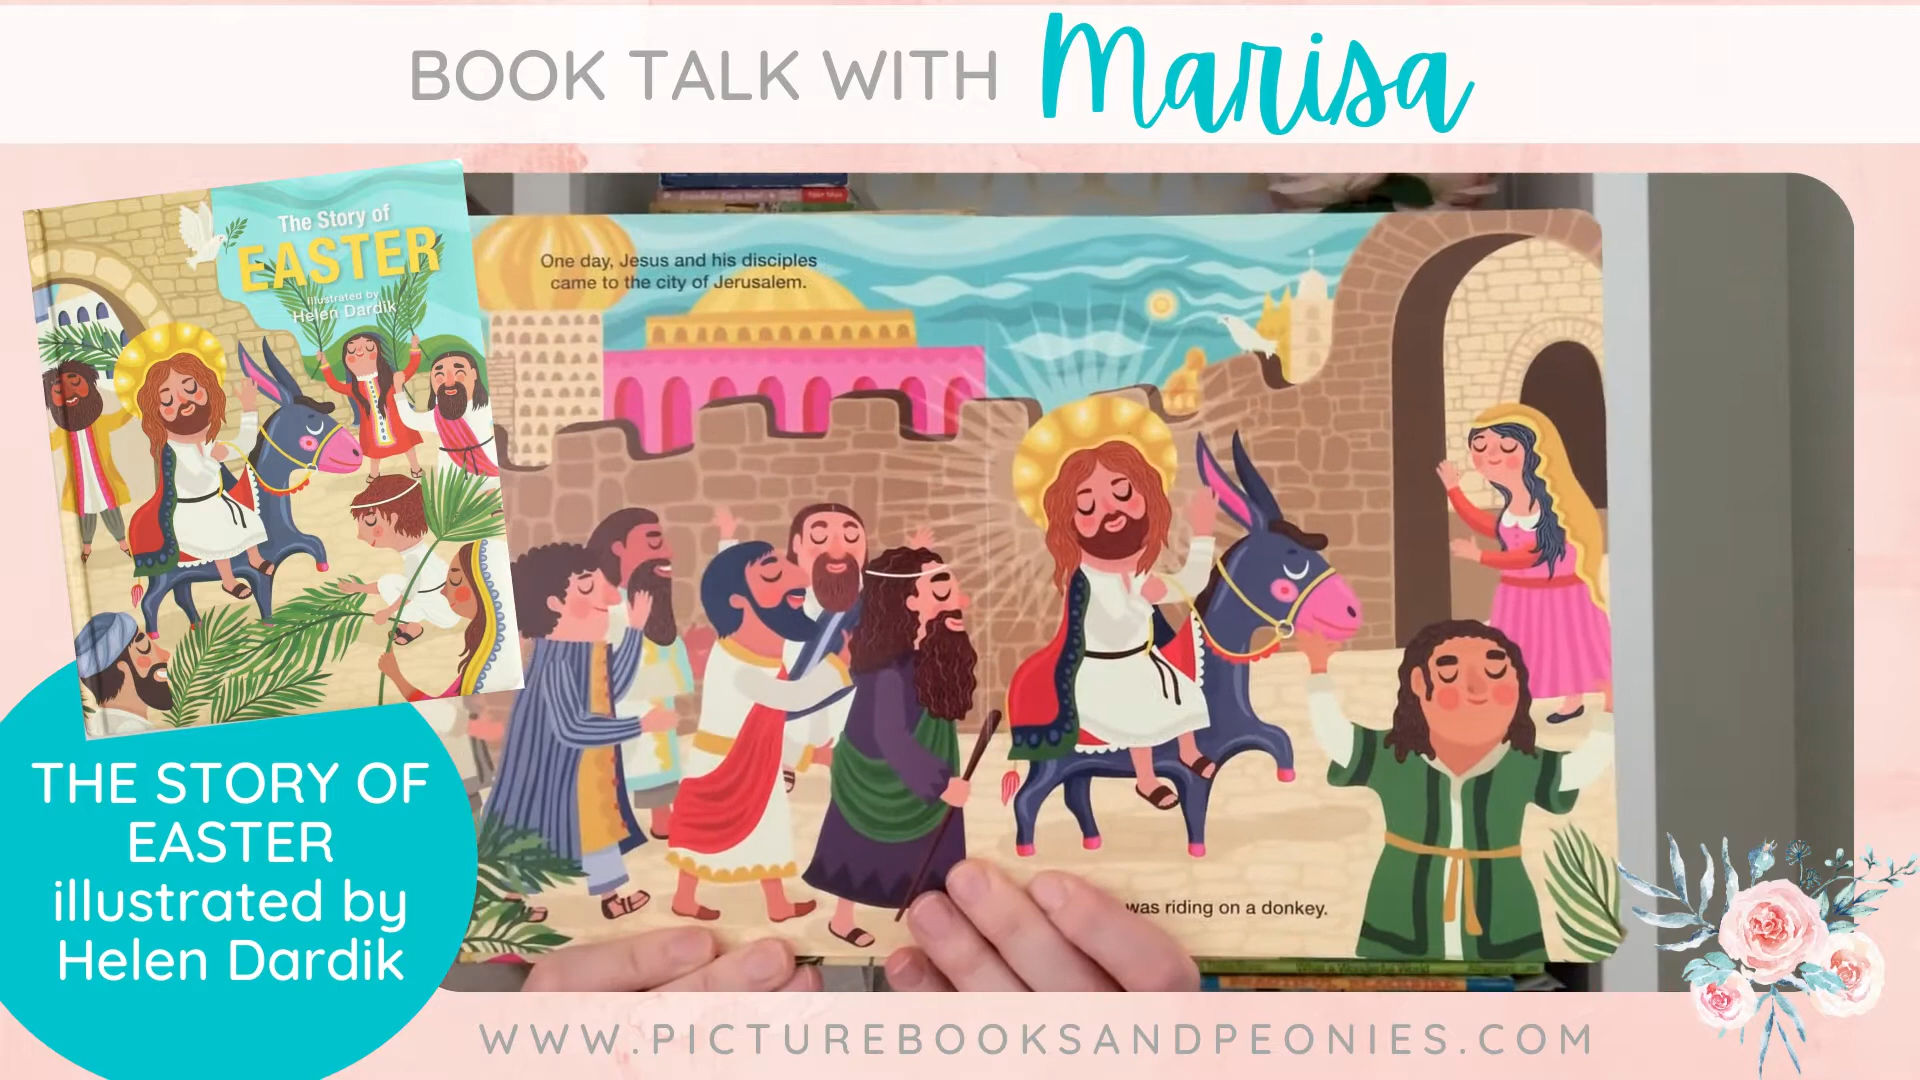 BOOK TALK WITH Marisa
The Story of
EASTER
Illustrated by
Helen Dardik
One day, Jesus and his disciples
came to the city of Jerusalem.
was riding on a donkey.
THE STORY OF
EASTER
illustrated by
Helen Dardik
WWW.PICTUREBOOKSANDPEONIES.COM